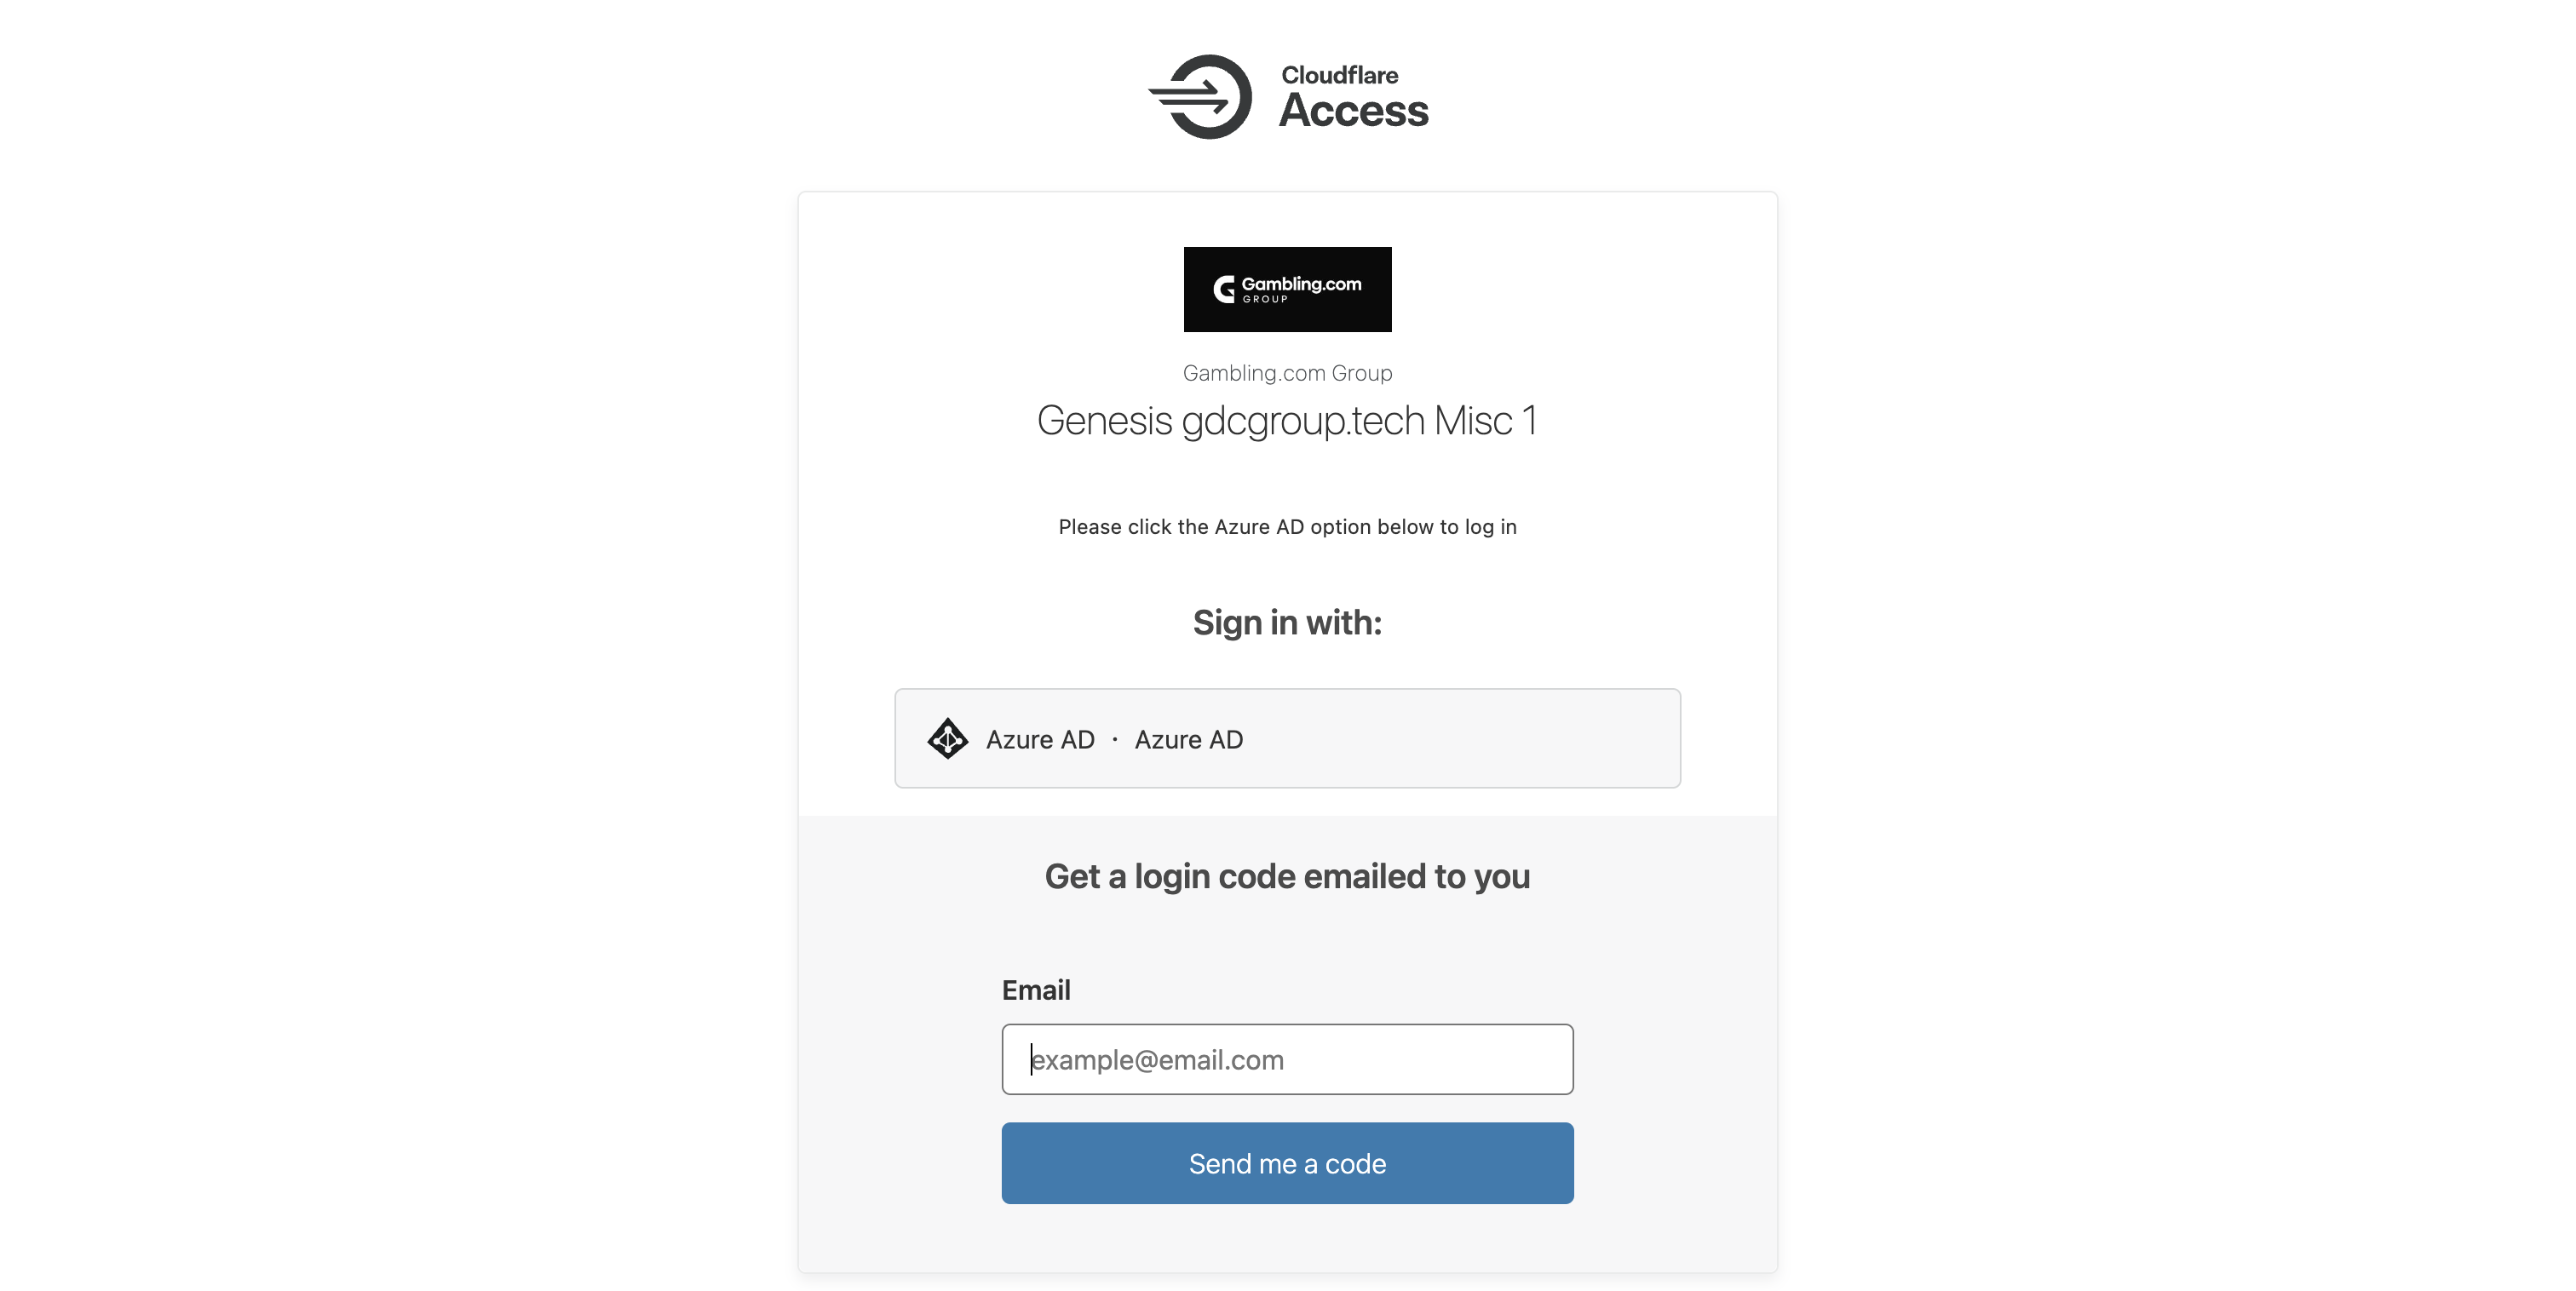 Cloudflare
Access
Gambling.com
GROUP
Gambling.com Group
Genesis gdcgroup.tech Misc 1
Please click the Azure AD option below to log in
Sign in with:
Azure AD · Azure AD
Get a login code emailed to you
Email
example@email.com
Send me a code